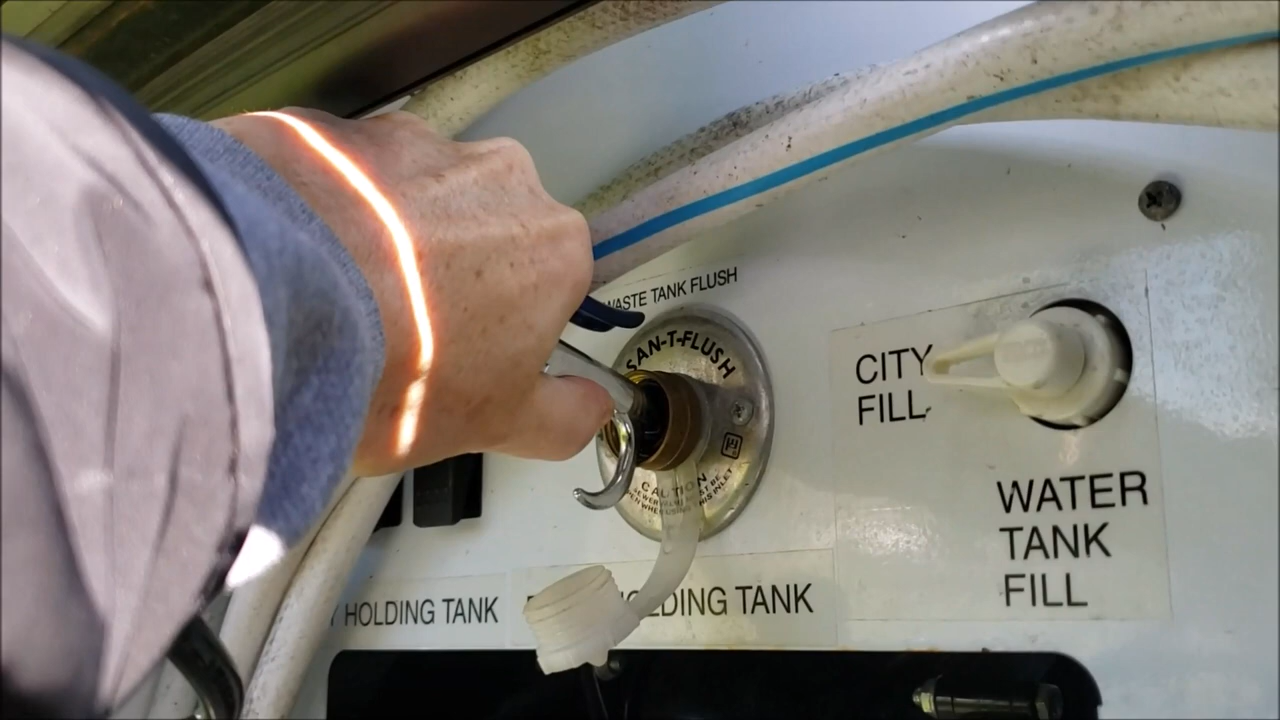 WASTE TANK FLUSH
SAN-T-FLUSH
CAUTION
CITY
FILL
WATER
TANK
FILL
HOLDING TANK
HOLDING TANK